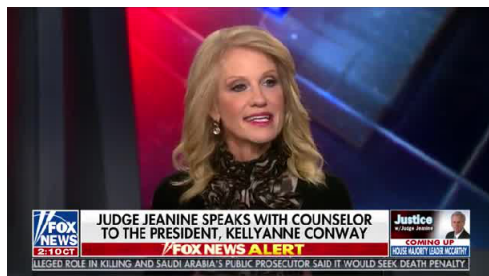 JUDGE JEANINE SPEAKS WITH COUNSELOR
TO THE PRESIDENT, KELLYANNE CONWAY
FOX NEWS ALERT
FOX
NEWS
2:10CT
Justice
w/Judge Jeanine
COMING UP
HOUSE MAJORITY LEADER MCCARTHY
LLEGED ROLE IN KILLING AND SAUDI ARABIA'S PUBLIC PROSECUTOR SAID IT WOULD SEEK DEATH PENALTY